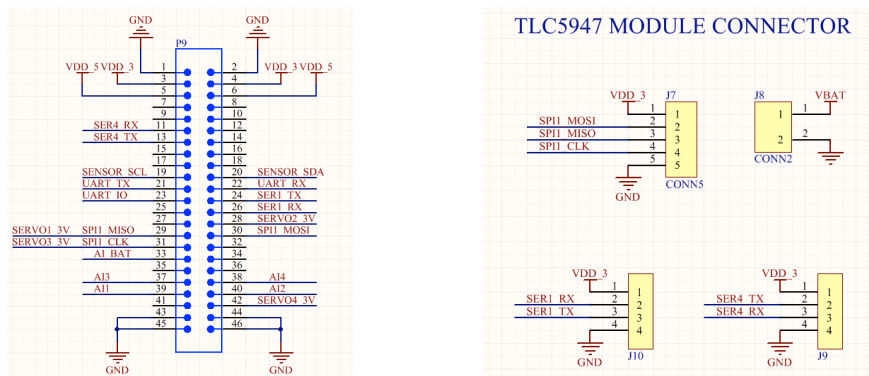 TLC5947 MODULE CONNECTOR
GND GND
P9
VDD_5 VDD_3 VDD_3 VDD_5
1 2
3 4
5 6
7 8
9 10
SER4_RX 11 12
SER4_TX 13 14
15 16
17 18
SENSOR_SCL 19 20 SENSOR_SDA
UART_TX 21 22 UART_RX
UART_IO 23 24 SER1_TX
25 26 SER1_RX
27 28 SERVO2_3V
SERVO1_3V SPI1_MISO 29 30 SPI1_MOSI
SERVO3_3V SPI1_CLK 31 32
AI_BAT 33 34
35 36
AI3 37 38 AI4
AI1 39 40 AI2
41 42 SERVO4_3V
43 44
45 46
GND GND
VDD_3 J7
1 1
SPI1_MOSI 2 2
SPI1_MISO 3 3
SPI1_CLK 4 4
5 5
GND CONN5
J8 VBAT
1 1
2 2
CONN2
VDD_3
1 1
SER1_RX 2 2
SER1_TX 3 3
4 4
GND J10
VDD_3
1 1
SER4_TX 2 2
SER4_RX 3 3
4 4
GND J9